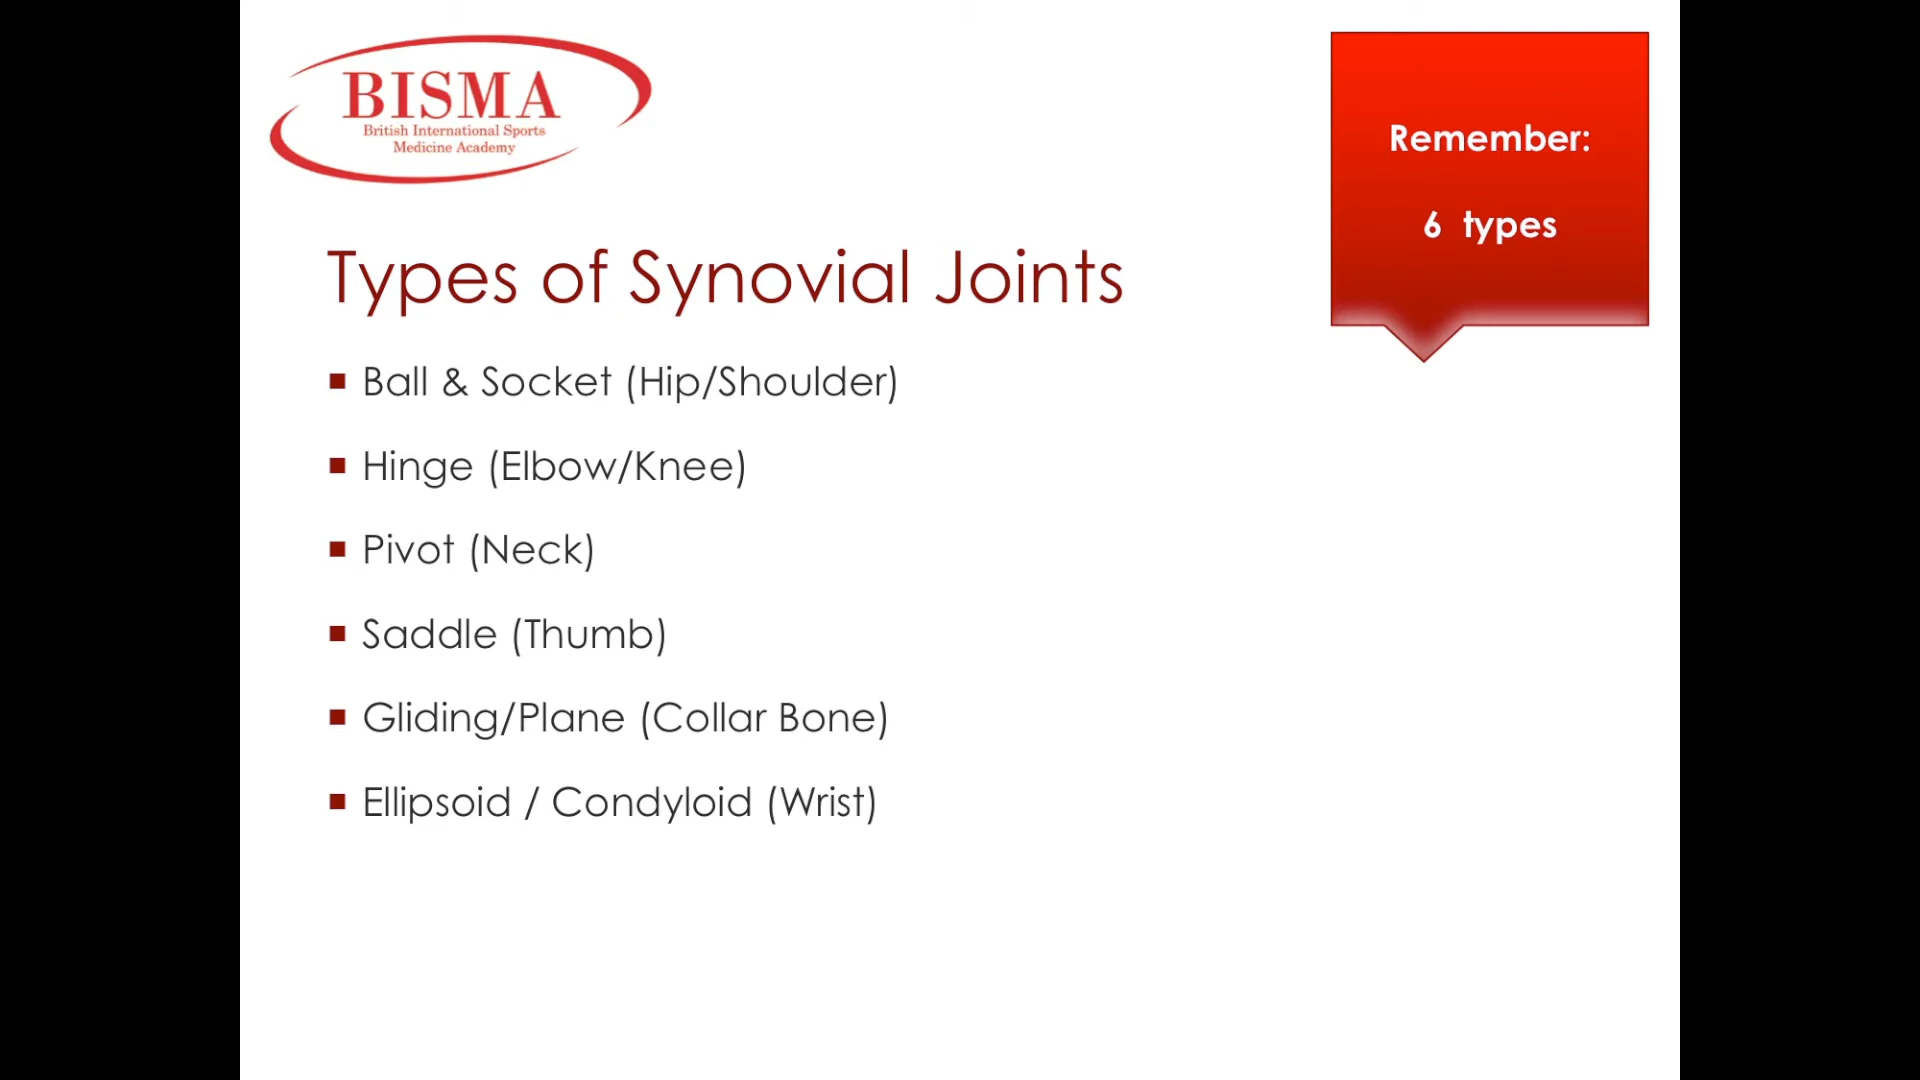 BISMA
British International Sports
Medicine Academy
Remember:
6 types
Types of Synovial Joints
▪ Ball & Socket (Hip/Shoulder)
▪ Hinge (Elbow/Knee)
▪ Pivot (Neck)
▪ Saddle (Thumb)
▪ Gliding/Plane (Collar Bone)
▪ Ellipsoid / Condyloid (Wrist)